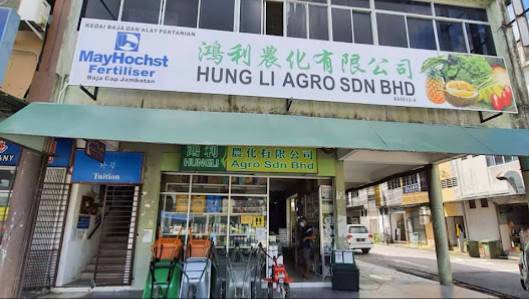 KEDAI BAJA DAN ALAT PERTANIAN
MayHochst
Fertiliser
Baja Cap Jambatan
鴻利農化有限公司
HUNG LI AGRO SDN BHD
鴻利
HUNGLI
農化有限公司
Agro Sdn Bhd
Tuition